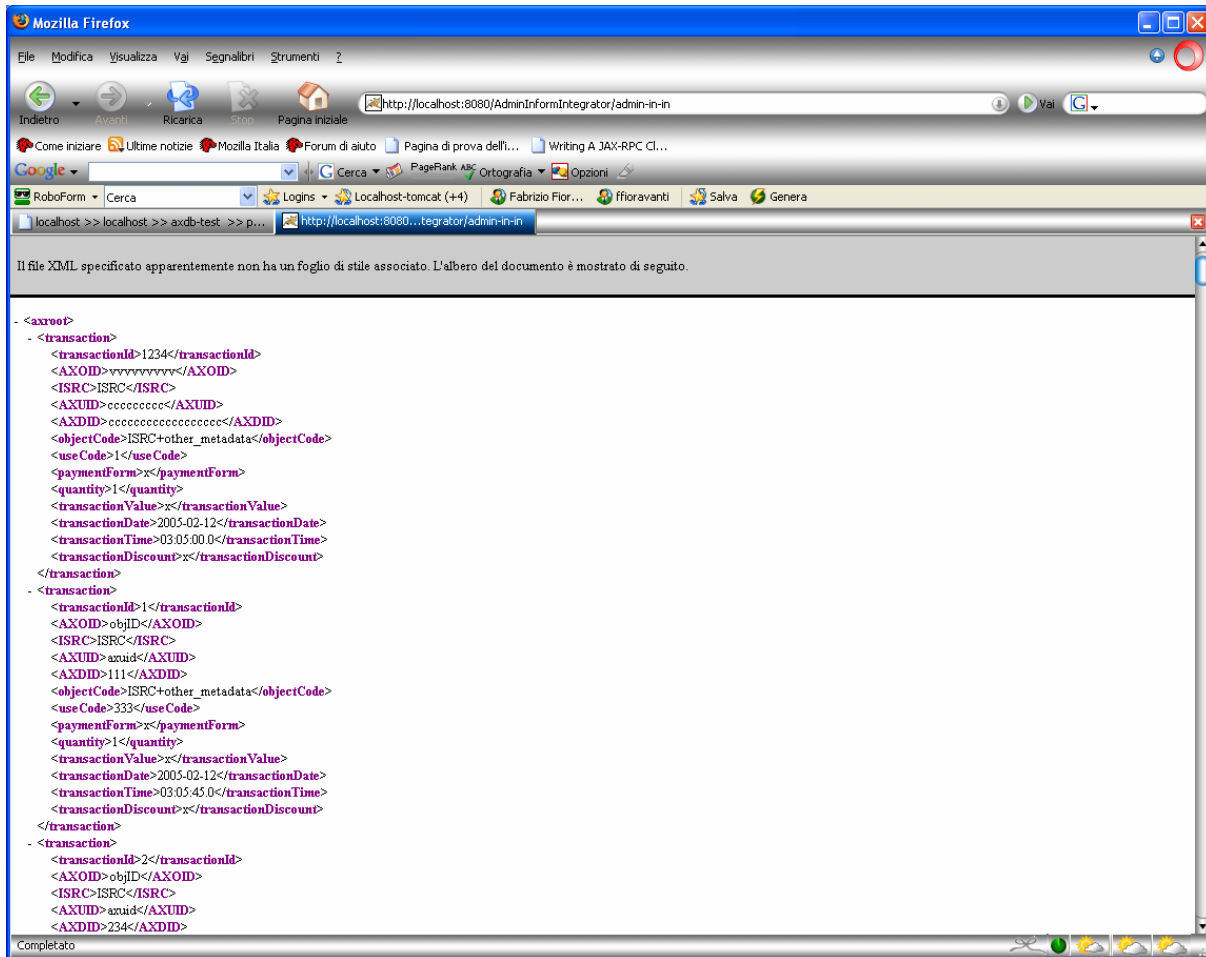 Mozilla Firefox
File Modifica Visualizza Vai Segnalibri Strumenti ?
http://localhost:8080/AdminInformIntegrator/admin-in-in Vai G
Indietro Avanti Ricarica Stop Pagina iniziale
Come iniziare Ultime notizie Mozilla Italia Forum di aiuto Pagina di prova dell'i... Writing A JAX-RPC Cl...
Google G Cerca PageRank ABC Ortografia Opzioni
RoboForm Cerca Logins Localhost-tomcat (+4) Fabrizio Fior... ffioravanti Salva Genera
localhost >> localhost >> axdb-test >> p... http://localhost:8080...tegrator/admin-in-in
Il file XML specificato apparentemente non ha un foglio di stile associato. L'albero del documento è mostrato di seguito.
- <axroot>
- <transaction>
<transactionId>1234</transactionId>
<AXOID>vvvvvvvvv</AXOID>
<ISRC>ISRC</ISRC>
<AXUID>ccccccccc</AXUID>
<AXDID>cccccccccccccccccc</AXDID>
<objectCode>ISRC+other_metadata</objectCode>
<useCode>1</useCode>
<paymentForm>x</paymentForm>
<quantity>1</quantity>
<transactionValue>x</transactionValue>
<transactionDate>2005-02-12</transactionDate>
<transactionTime>03:05:00.0</transactionTime>
<transactionDiscount>x</transactionDiscount>
</transaction>
- <transaction>
<transactionId>1</transactionId>
<AXOID>objID</AXOID>
<ISRC>ISRC</ISRC>
<AXUID>axuid</AXUID>
<AXDID>111</AXDID>
<objectCode>ISRC+other_metadata</objectCode>
<useCode>333</useCode>
<paymentForm>x</paymentForm>
<quantity>1</quantity>
<transactionValue>x</transactionValue>
<transactionDate>2005-02-12</transactionDate>
<transactionTime>03:05:45.0</transactionTime>
<transactionDiscount>x</transactionDiscount>
</transaction>
- <transaction>
<transactionId>2</transactionId>
<AXOID>objID</AXOID>
<ISRC>ISRC</ISRC>
<AXUID>axuid</AXUID>
<AXDID>234</AXDID>
Completato